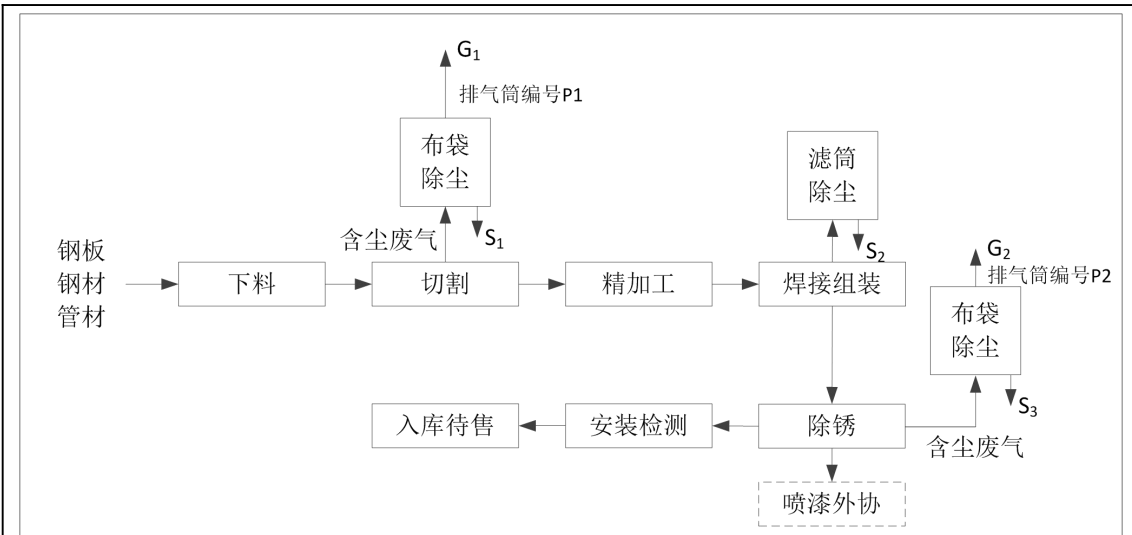 G₁
排气筒编号P1
布袋
除尘
滤筒
除尘
含尘废气
S₁
S₂
G₂
排气筒编号P2
钢板
钢材
管材
下料
切割
精加工
焊接组装
布袋
除尘
S₃
入库待售
安装检测
除锈
含尘废气
喷漆外协